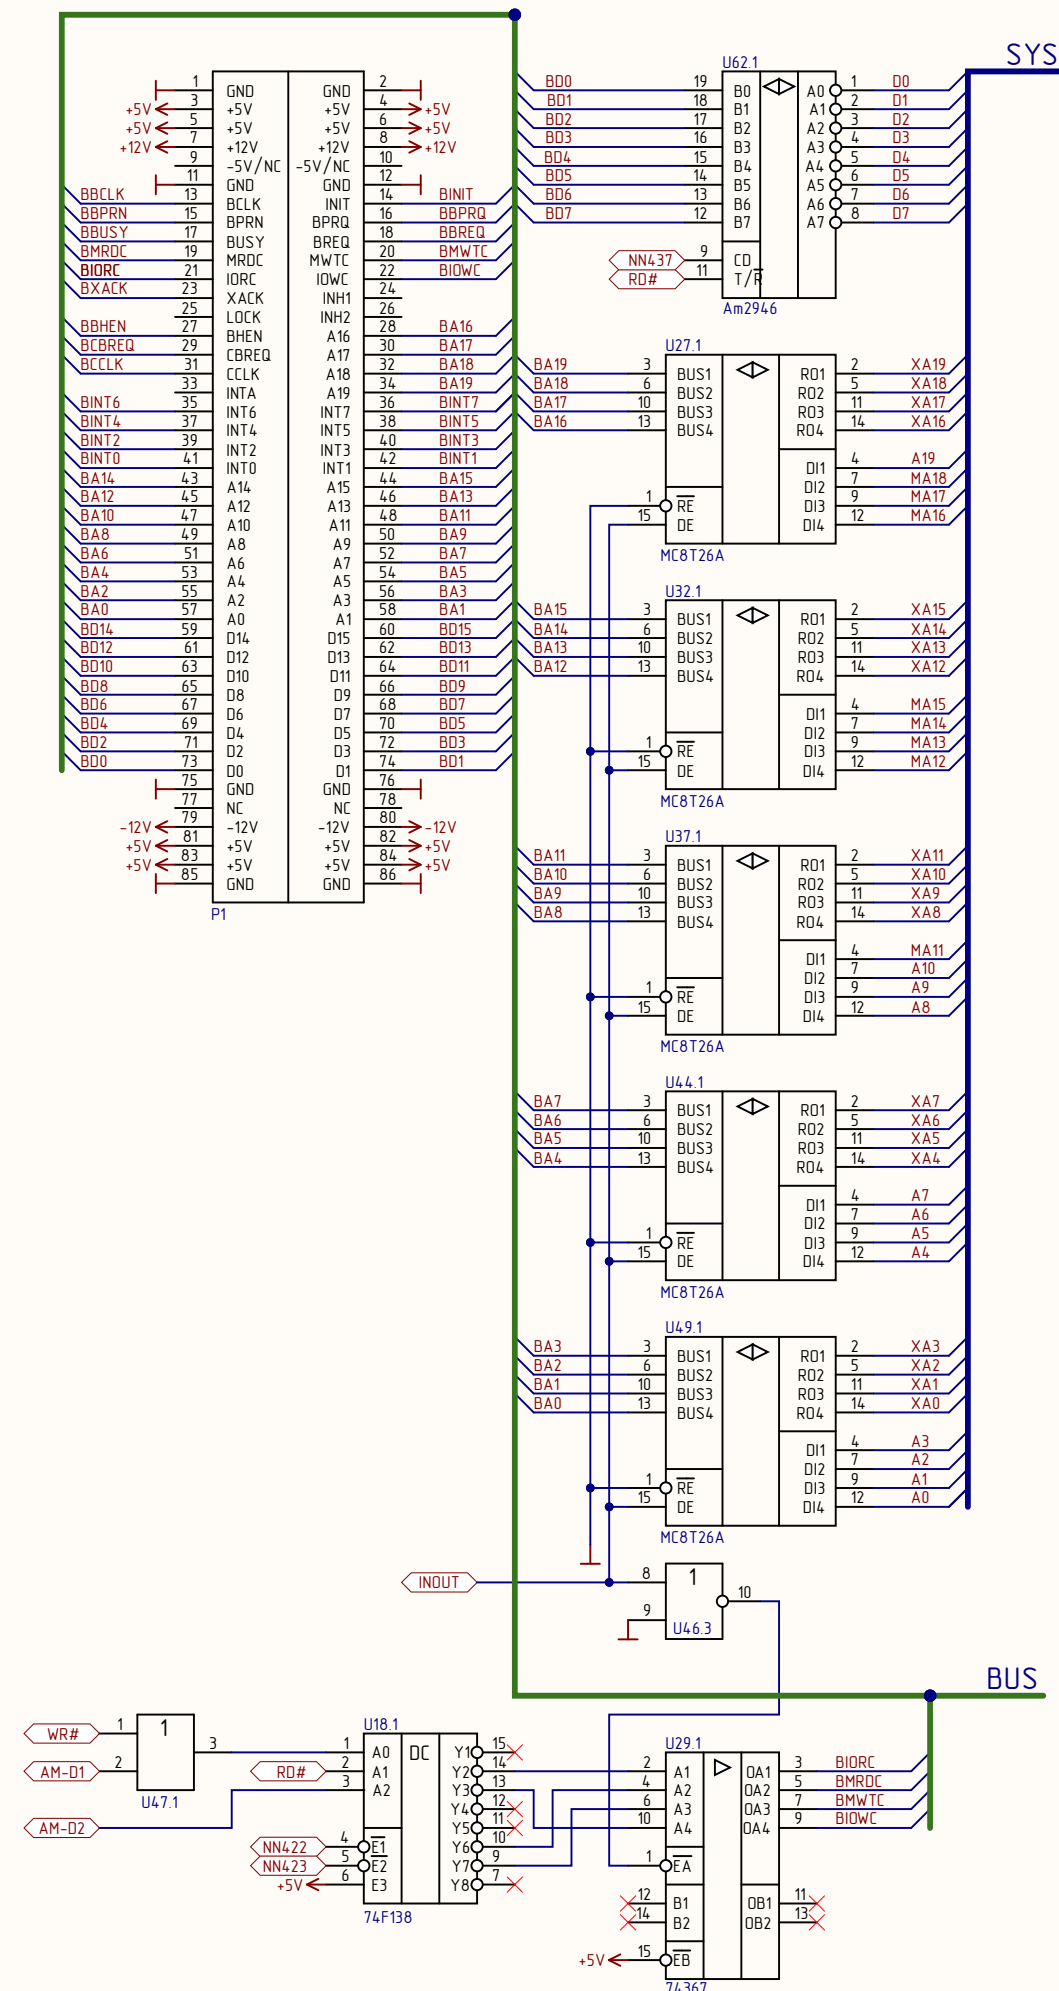 SYS
1 GND GND 2
+5V 3 +5V +5V 4 +5V
+5V 5 +5V +5V 6 +5V
+12V 7 +12V +12V 8 +12V
9 -5V/NC -5V/NC 10
11 GND GND 12
BBCLK 13 BCLK INIT 14 BINIT
BBPRN 15 BPRN BPRQ 16 BBPRQ
BBUSY 17 BUSY BREQ 18 BBREQ
BMRDC 19 MRDC MWTC 20 BMWTC
BIORC 21 IORC IOWC 22 BIOWC
BXACK 23 XACK INH1 24
25 LOCK INH2 26
BBHEN 27 BHEN A16 28 BA16
BCBREQ 29 CBREQ A17 30 BA17
BCCLK 31 CCLK A18 32 BA18
33 INTA A19 34 BA19
BINT6 35 INT6 INT7 36 BINT7
BINT4 37 INT4 INT5 38 BINT5
BINT2 39 INT2 INT3 40 BINT3
BINT0 41 INT0 INT1 42 BINT1
BA14 43 A14 A15 44 BA15
BA12 45 A12 A13 46 BA13
BA10 47 A10 A11 48 BA11
BA8 49 A8 A9 50 BA9
BA6 51 A6 A7 52 BA7
BA4 53 A4 A5 54 BA5
BA2 55 A2 A3 56 BA3
BA0 57 A0 A1 58 BA1
BD14 59 D14 D15 60 BD15
BD12 61 D12 D13 62 BD13
BD10 63 D10 D11 64 BD11
BD8 65 D8 D9 66 BD9
BD6 67 D6 D7 68 BD7
BD4 69 D4 D5 70 BD5
BD2 71 D2 D3 72 BD3
BD0 73 D0 D1 74 BD1
75 GND GND 76
77 NC NC 78
-12V 79 -12V -12V 80 -12V
+5V 81 +5V +5V 82 +5V
+5V 83 +5V +5V 84 +5V
85 GND GND 86
P1
U62.1
BD0 19 B0 A0 1 D0
BD1 18 B1 A1 2 D1
BD2 17 B2 A2 3 D2
BD3 16 B3 A3 4 D3
BD4 15 B4 A4 5 D4
BD5 14 B5 A5 6 D5
BD6 13 B6 A6 7 D6
BD7 12 B7 A7 8 D7
NN437 9 CD
RD# 11 T/R̅
Am2946
U27.1
BA19 3 BUS1 RO1 2 XA19
BA18 6 BUS2 RO2 5 XA18
BA17 10 BUS3 RO3 11 XA17
BA16 13 BUS4 RO4 14 XA16
DI1 4 A19
DI2 7 MA18
1 R̅E̅ DI3 9 MA17
15 DE DI4 12 MA16
MC8T26A
U32.1
BA15 3 BUS1 RO1 2 XA15
BA14 6 BUS2 RO2 5 XA14
BA13 10 BUS3 RO3 11 XA13
BA12 13 BUS4 RO4 14 XA12
DI1 4 MA15
DI2 7 MA14
1 R̅E̅ DI3 9 MA13
15 DE DI4 12 MA12
MC8T26A
U37.1
BA11 3 BUS1 RO1 2 XA11
BA10 6 BUS2 RO2 5 XA10
BA9 10 BUS3 RO3 11 XA9
BA8 13 BUS4 RO4 14 XA8
DI1 4 MA11
DI2 7 A10
1 R̅E̅ DI3 9 A9
15 DE DI4 12 A8
MC8T26A
U44.1
BA7 3 BUS1 RO1 2 XA7
BA6 6 BUS2 RO2 5 XA6
BA5 10 BUS3 RO3 11 XA5
BA4 13 BUS4 RO4 14 XA4
DI1 4 A7
DI2 7 A6
1 R̅E̅ DI3 9 A5
15 DE DI4 12 A4
MC8T26A
U49.1
BA3 3 BUS1 RO1 2 XA3
BA2 6 BUS2 RO2 5 XA2
BA1 10 BUS3 RO3 11 XA1
BA0 13 BUS4 RO4 14 XA0
DI1 4 A3
DI2 7 A2
1 R̅E̅ DI3 9 A1
15 DE DI4 12 A0
MC8T26A
INOUT 8 1 10
9 U46.3
BUS
WR# 1 1 3
AM-D1 2
U47.1
AM-D2
U18.1
1 A0 DC Y1 15
RD# 2 A1 Y2 14
3 A2 Y3 13
Y4 12
Y5 11
NN422 4 E̅1̅ Y6 10
NN423 5 E̅2̅ Y7 9
+5V 6 E3 Y8 7
74F138
U29.1
2 A1 OA1 3 BIORC
4 A2 OA2 5 BMRDC
6 A3 OA3 7 BMWTC
10 A4 OA4 9 BIOWC
1 E̅A̅
12 B1 OB1 11
14 B2 OB2 13
+5V 15 E̅B̅
74367